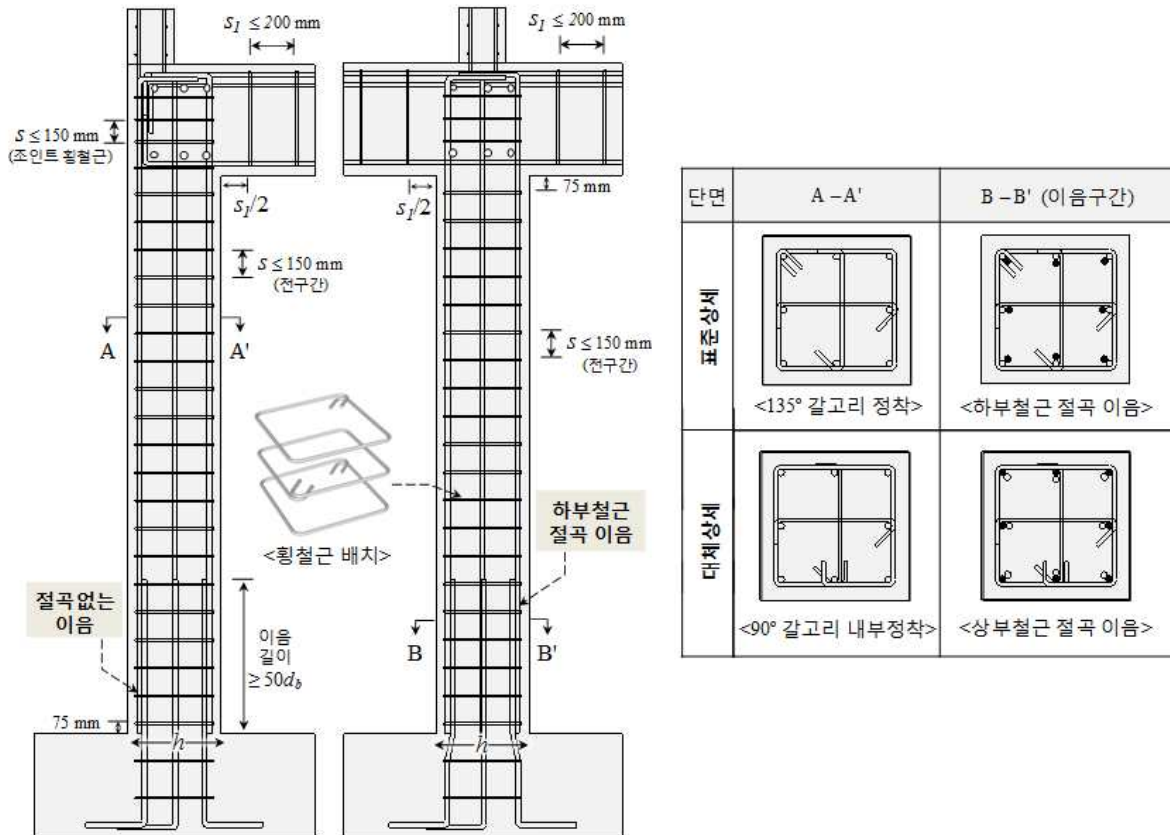 s₁ ≤ 200 mm
s₁ ≤ 200 mm
S ≤ 150 mm
(조인트 횡철근)
s₁/2
s₁/2
75 mm
S ≤ 150 mm
(전구간)
A
A'
S ≤ 150 mm
(전구간)
<횡철근 배치>
하부철근
절곡 이음
절곡없는
이음
이음
길이
≥ 50d_b
B
B'
75 mm
h
h
단면
A – A'
B – B' (이음구간)
표준상세
<135° 갈고리 정착>
<하부철근 절곡 이음>
대체상세
<90° 갈고리 내부정착>
<상부철근 절곡 이음>